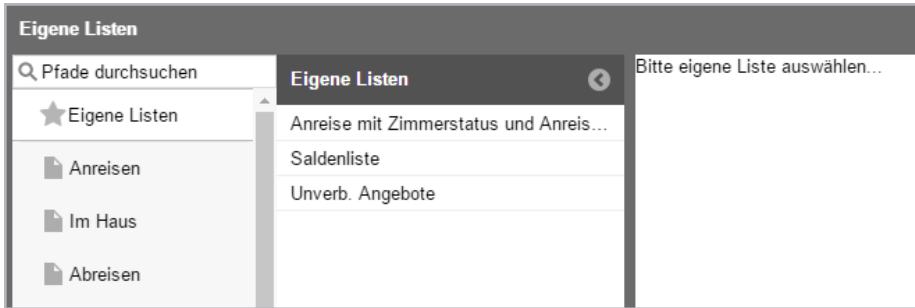 Eigene Listen
Pfade durchsuchen
Eigene Listen
Anreisen
Im Haus
Abreisen
Eigene Listen
Anreise mit Zimmerstatus und Anreis...
Saldenliste
Unverb. Angebote
Bitte eigene Liste auswählen...